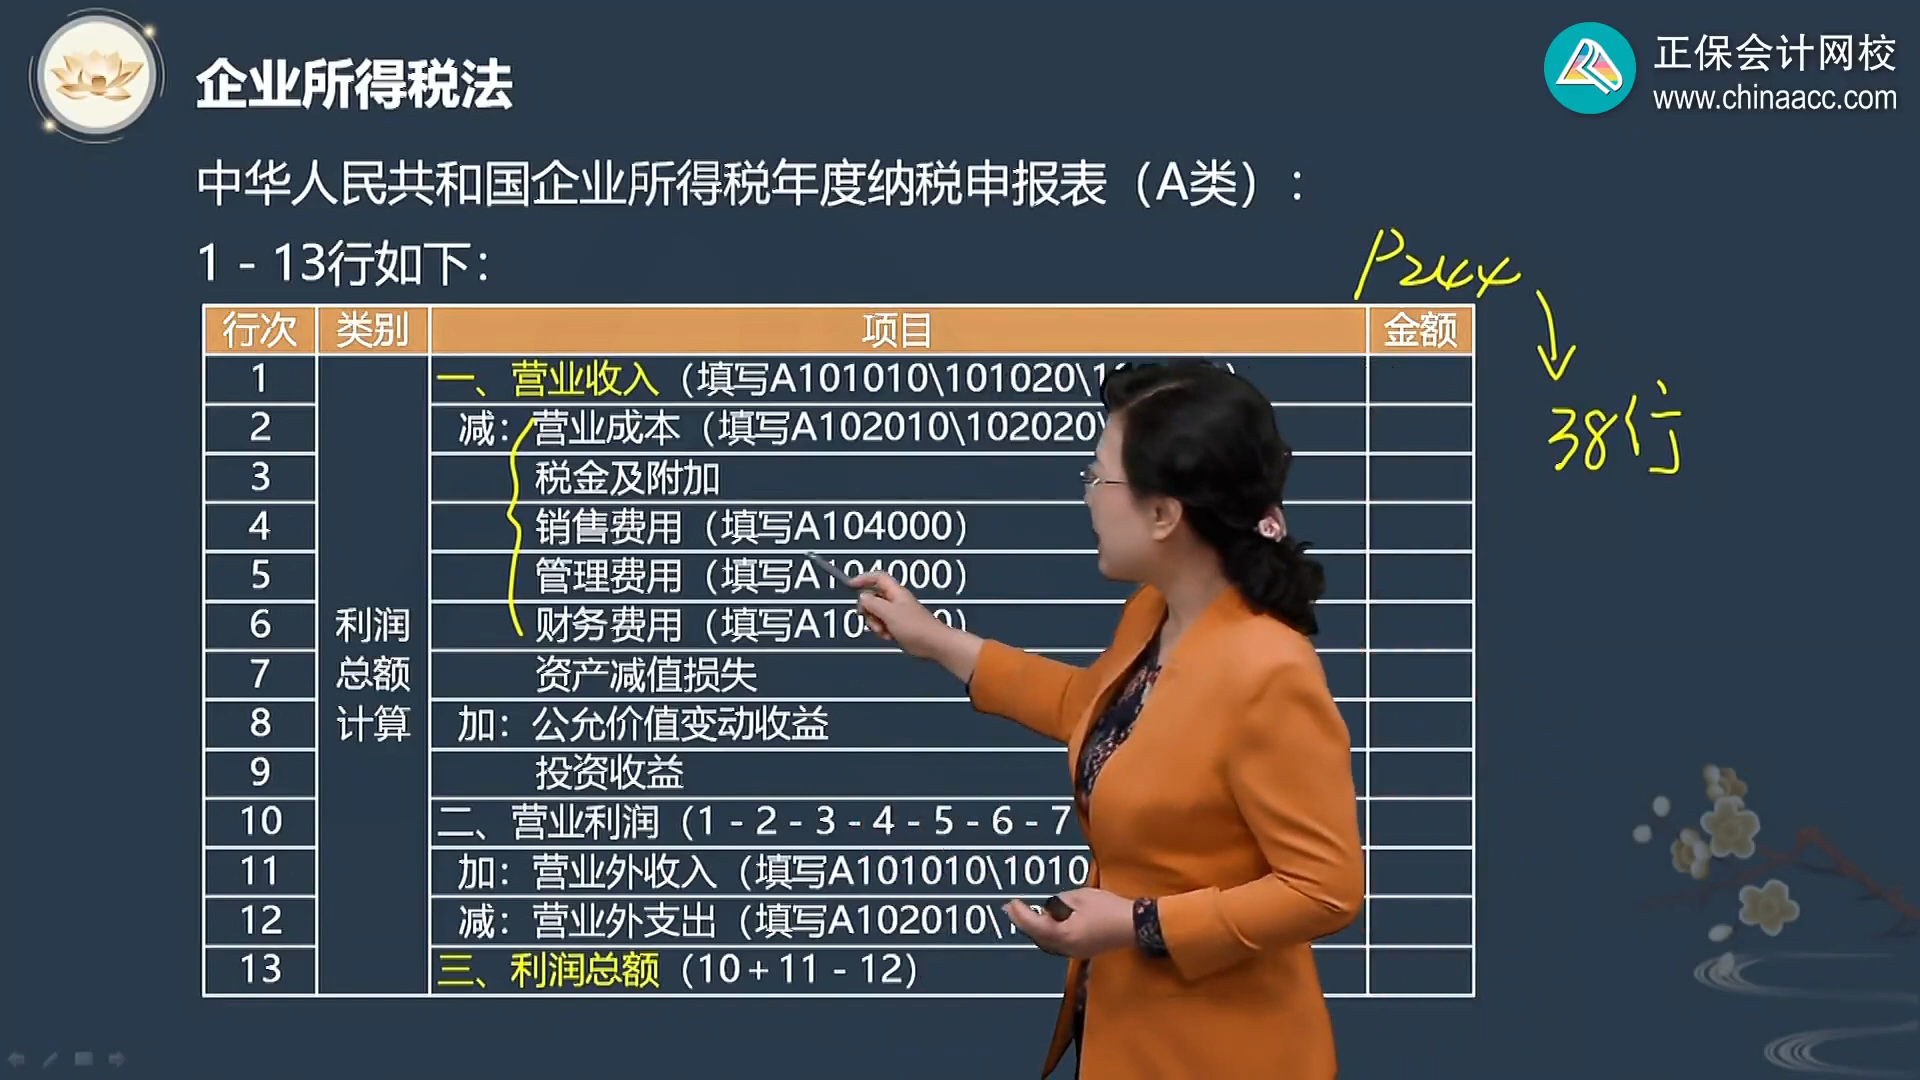 企业所得税法
正保会计网校
www.chinaacc.com
中华人民共和国企业所得税年度纳税申报表（A类）：
1－13行如下：
P244
38行
行次 类别 项目 金额
利润总额计算
1 一、营业收入（填写A101010\101020\1
2 减：营业成本（填写A102010\102020\
3 税金及附加
4 销售费用（填写A104000）
5 管理费用（填写A104000）
6 财务费用（填写A10 0）
7 资产减值损失
8 加：公允价值变动收益
9 投资收益
10 二、营业利润（1－2－3－4－5－6－7
11 加：营业外收入（填写A101010\1010
12 减：营业外支出（填写A102010\
13 三、利润总额（10＋11－12）